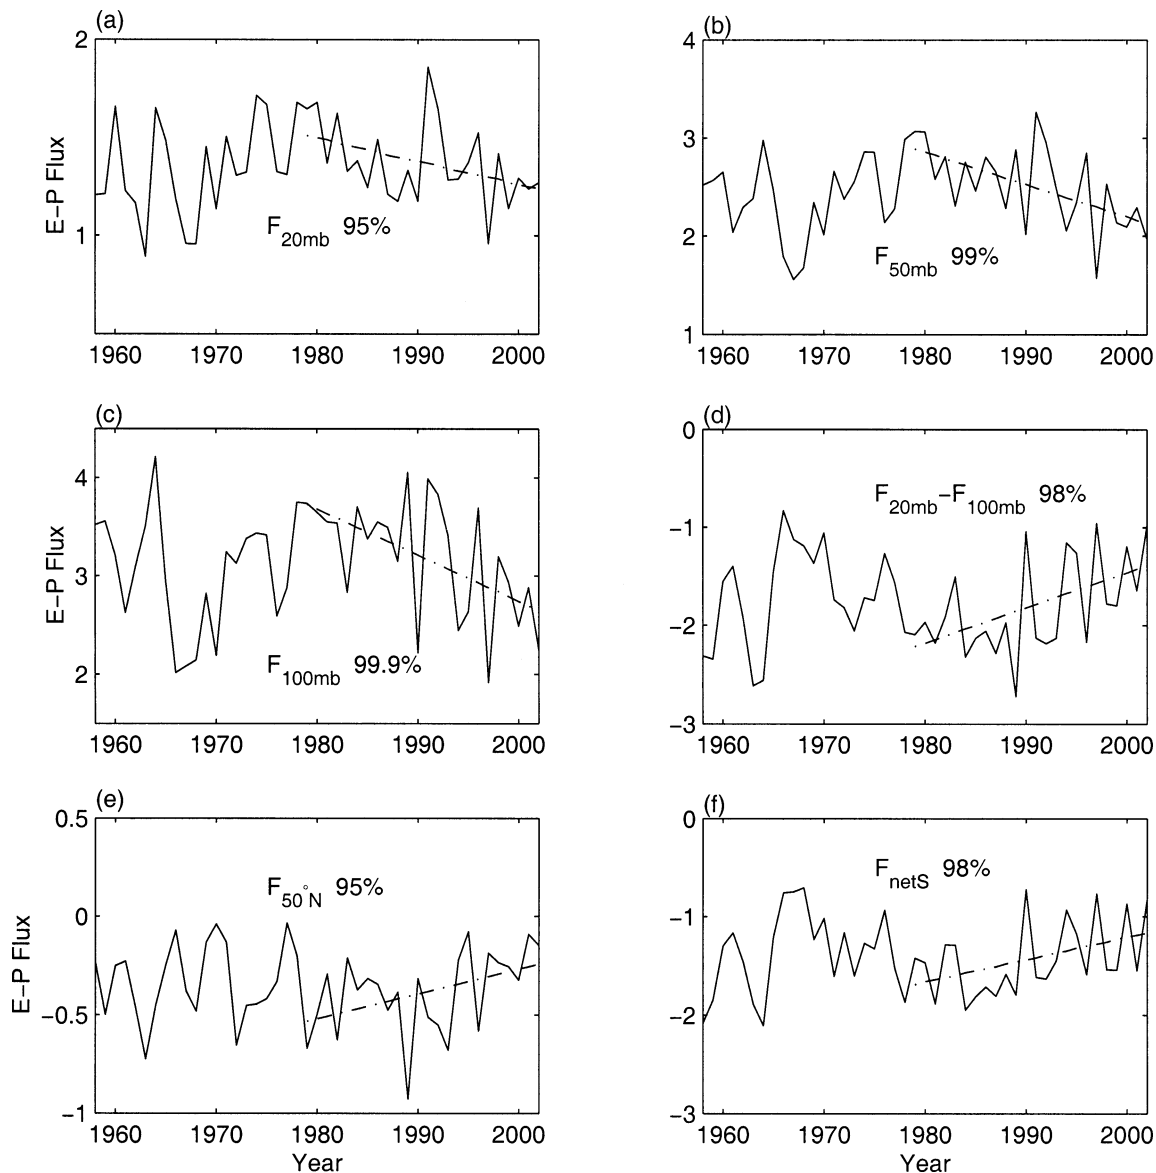 (a)
2
1
E−P Flux
F20mb 95%
1960 1970 1980 1990 2000
(b)
4
3
2
1
F50mb 99%
1960 1970 1980 1990 2000
(c)
4
3
2
E−P Flux
F100mb 99.9%
1960 1970 1980 1990 2000
(d)
0
−1
−2
−3
F20mb−F100mb 98%
1960 1970 1980 1990 2000
(e)
0.5
0
−0.5
−1
E−P Flux
F50°N 95%
1960 1970 1980 1990 2000
Year
(f)
0
−1
−2
−3
FnetS 98%
1960 1970 1980 1990 2000
Year